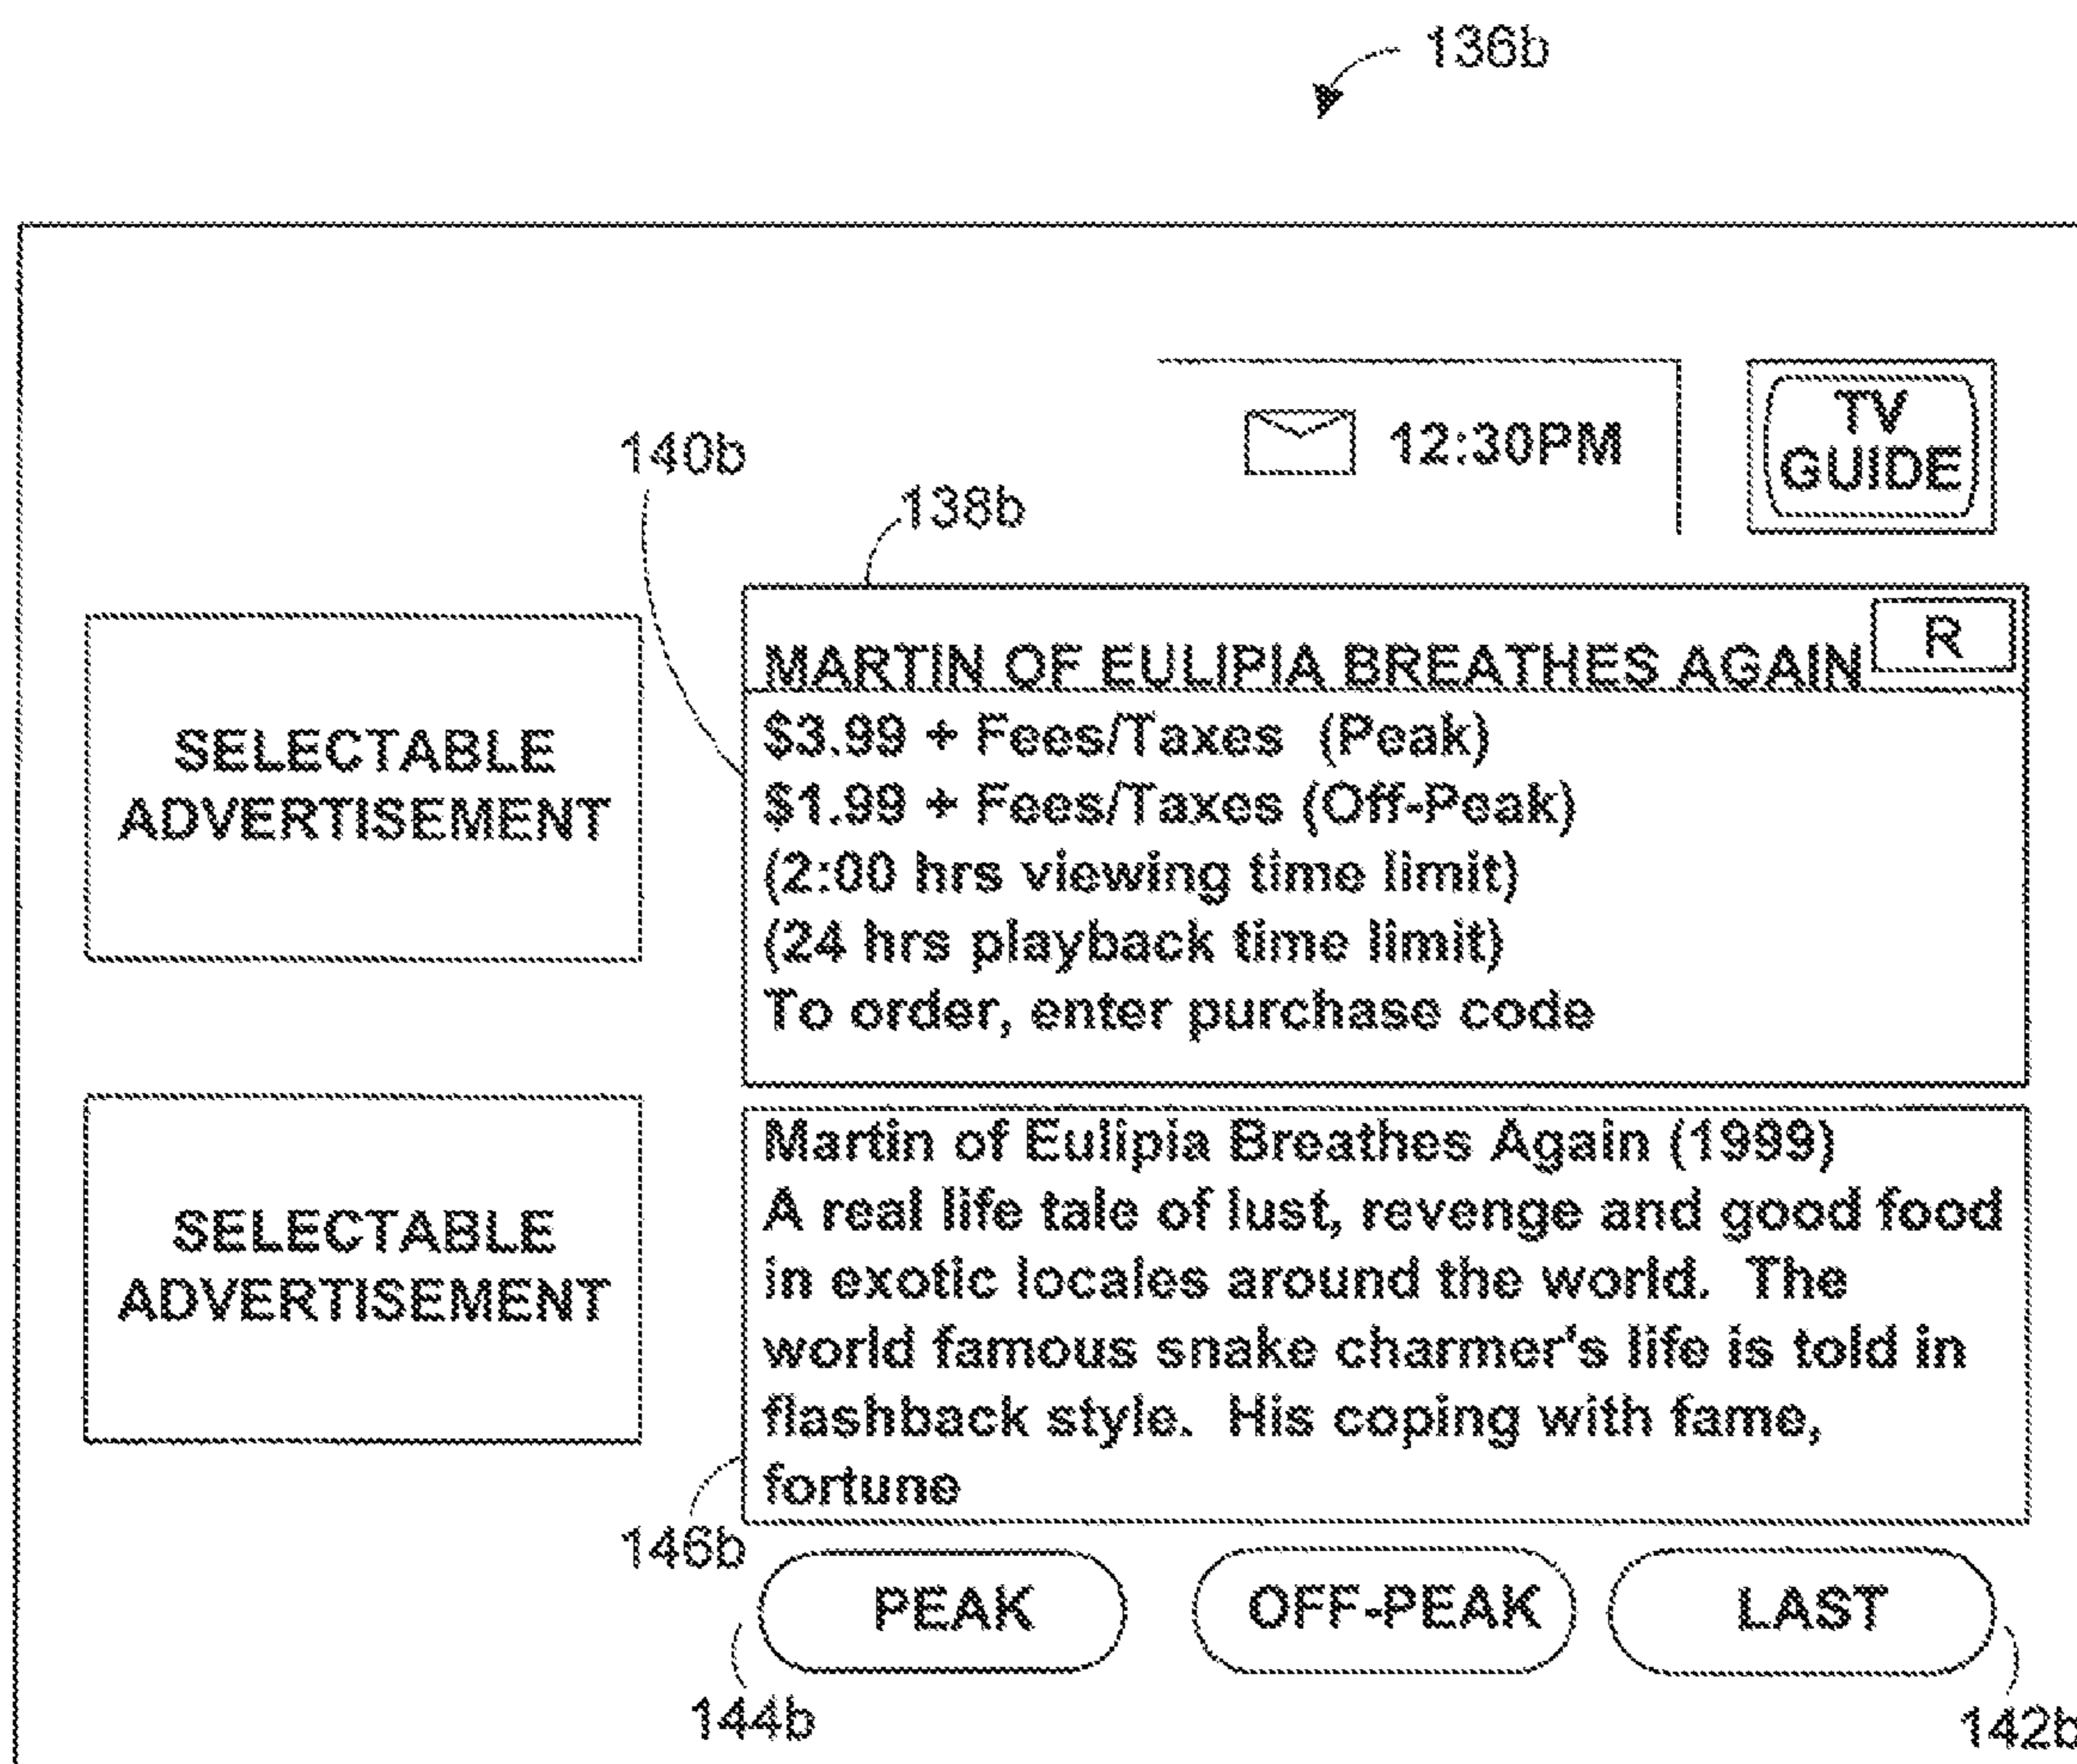 136b
12:30PM
TV
GUIDE
140b
138b
R
MARTIN OF EULIPIA BREATHES AGAIN
$3.99 + Fees/Taxes (Peak)
$1.99 + Fees/Taxes (Off-Peak)
(2:00 hrs viewing time limit)
(24 hrs playback time limit)
To order, enter purchase code
SELECTABLE
ADVERTISEMENT
Martin of Eulipia Breathes Again (1999)
A real life tale of lust, revenge and good food
in exotic locales around the world. The
world famous snake charmer's life is told in
flashback style. His coping with fame,
fortune
SELECTABLE
ADVERTISEMENT
146b
PEAK
OFF-PEAK
LAST
144b
142b